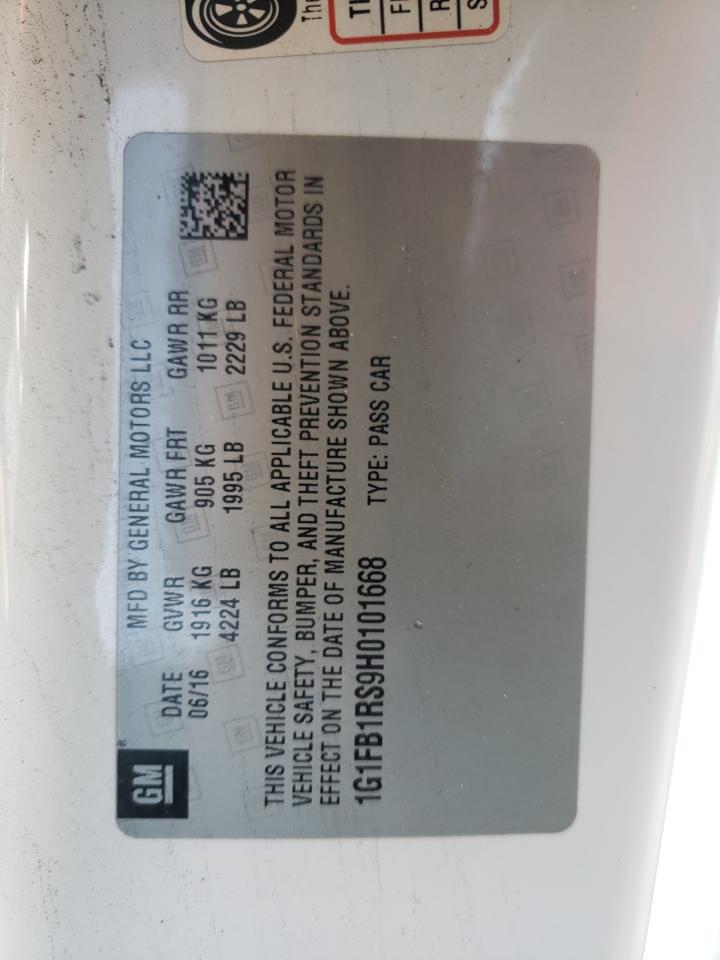 The
TI
F
R
S
GM®
MFD BY GENERAL MOTORS LLC
DATE GVWR GAWR FRT GAWR RR
06/16 1916 KG 905 KG 1011 KG
4224 LB 1995 LB 2229 LB
THIS VEHICLE CONFORMS TO ALL APPLICABLE U.S. FEDERAL MOTOR
VEHICLE SAFETY, BUMPER, AND THEFT PREVENTION STANDARDS IN
EFFECT ON THE DATE OF MANUFACTURE SHOWN ABOVE.
1G1FB1RS9H0101668 TYPE: PASS CAR